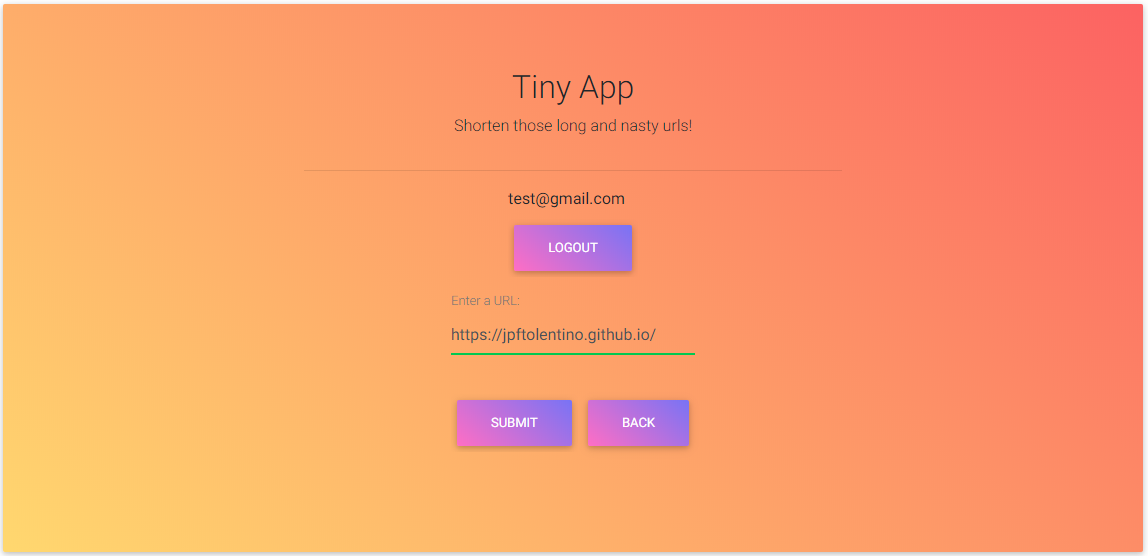 Tiny App
Shorten those long and nasty urls!
test@gmail.com
LOGOUT
Enter a URL:
https://jpftolentino.github.io/
SUBMIT BACK